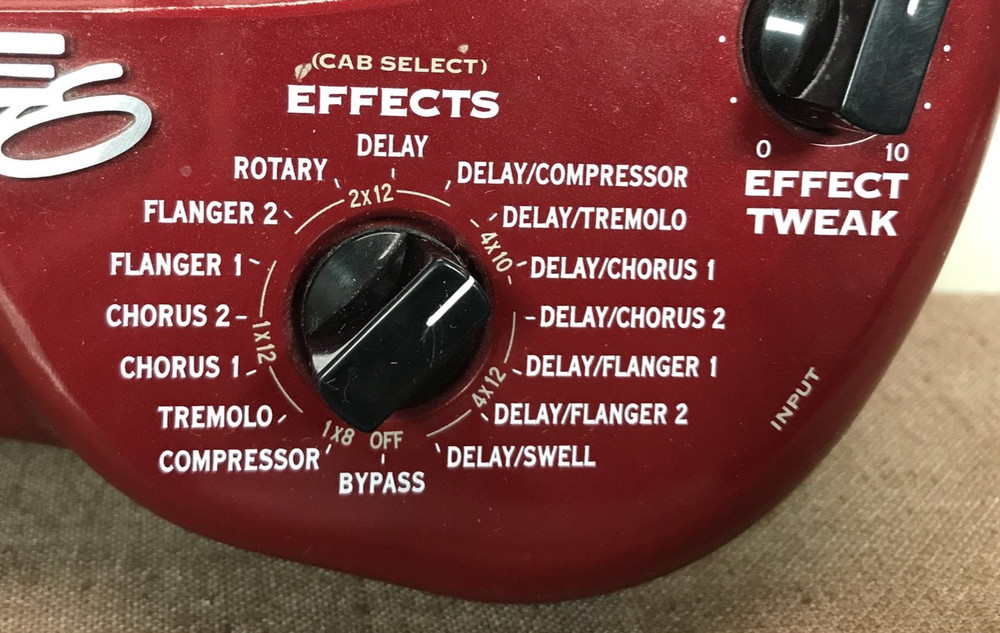 (CAB SELECT)
EFFECTS
DELAY
ROTARY
DELAY/COMPRESSOR
2X12
FLANGER 2
DELAY/TREMOLO
4X10
FLANGER 1
DELAY/CHORUS 1
CHORUS 2
DELAY/CHORUS 2
1X12
CHORUS 1
DELAY/FLANGER 1
4X12
TREMOLO
DELAY/FLANGER 2
1X8
OFF
COMPRESSOR
DELAY/SWELL
BYPASS
0
10
EFFECT
TWEAK
INPUT